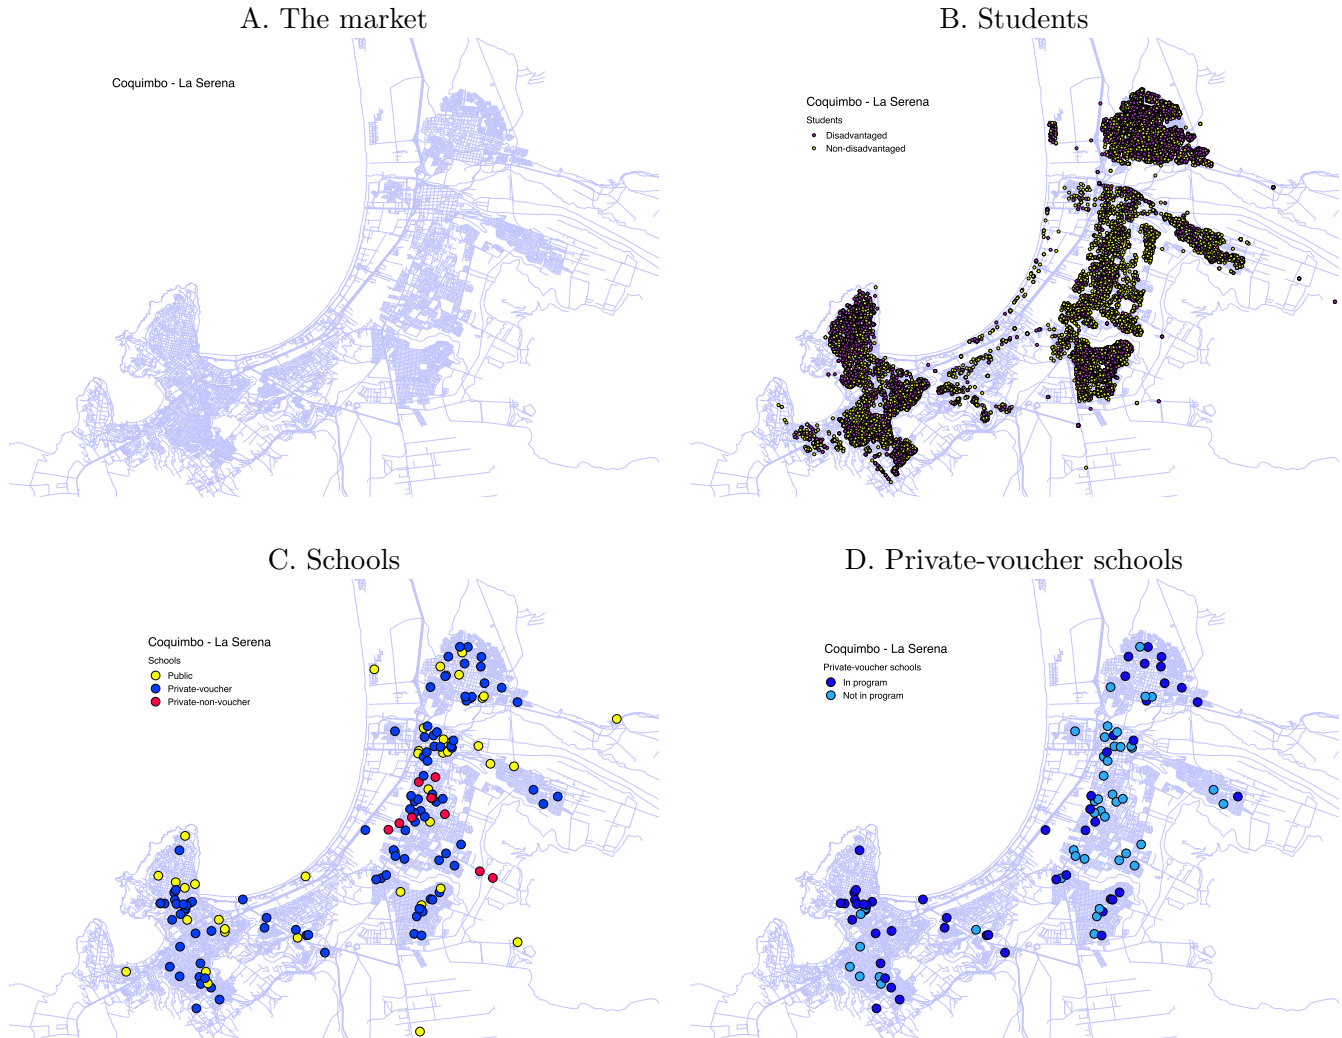 A. The market
Coquimbo - La Serena
B. Students
Coquimbo - La Serena
Students
Disadvantaged
Non-disadvantaged
C. Schools
Coquimbo - La Serena
Schools
Public
Private-voucher
Private-non-voucher
D. Private-voucher schools
Coquimbo - La Serena
Private-voucher schools
In program
Not in program